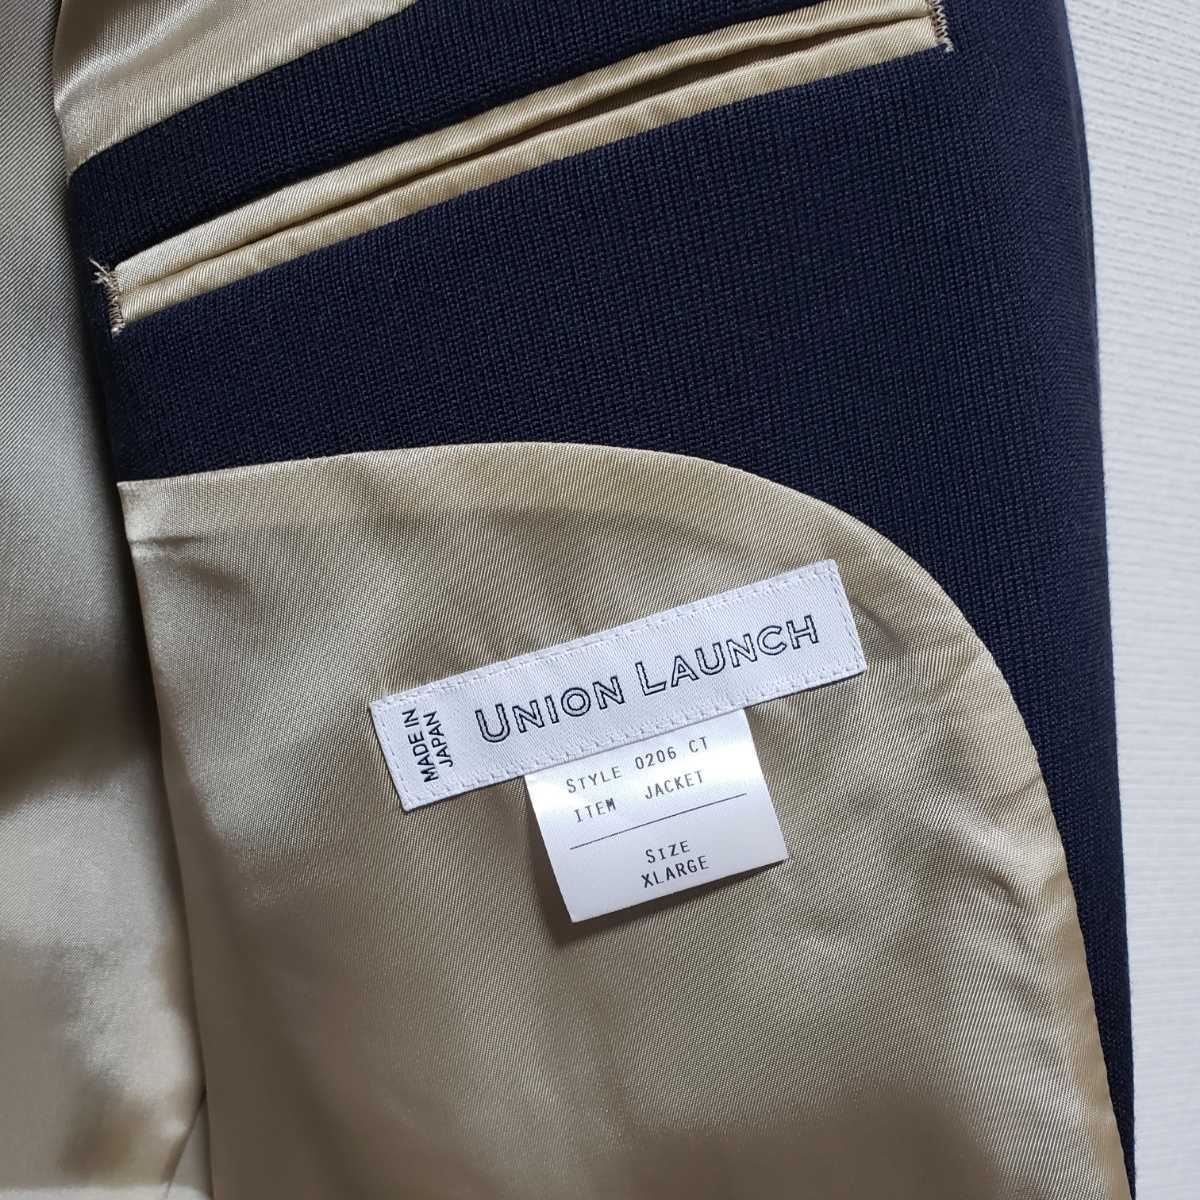 MADE IN
JAPAN
UNION LAUNCH
STYLE 0206 CT
ITEM JACKET
SIZE
XLARGE